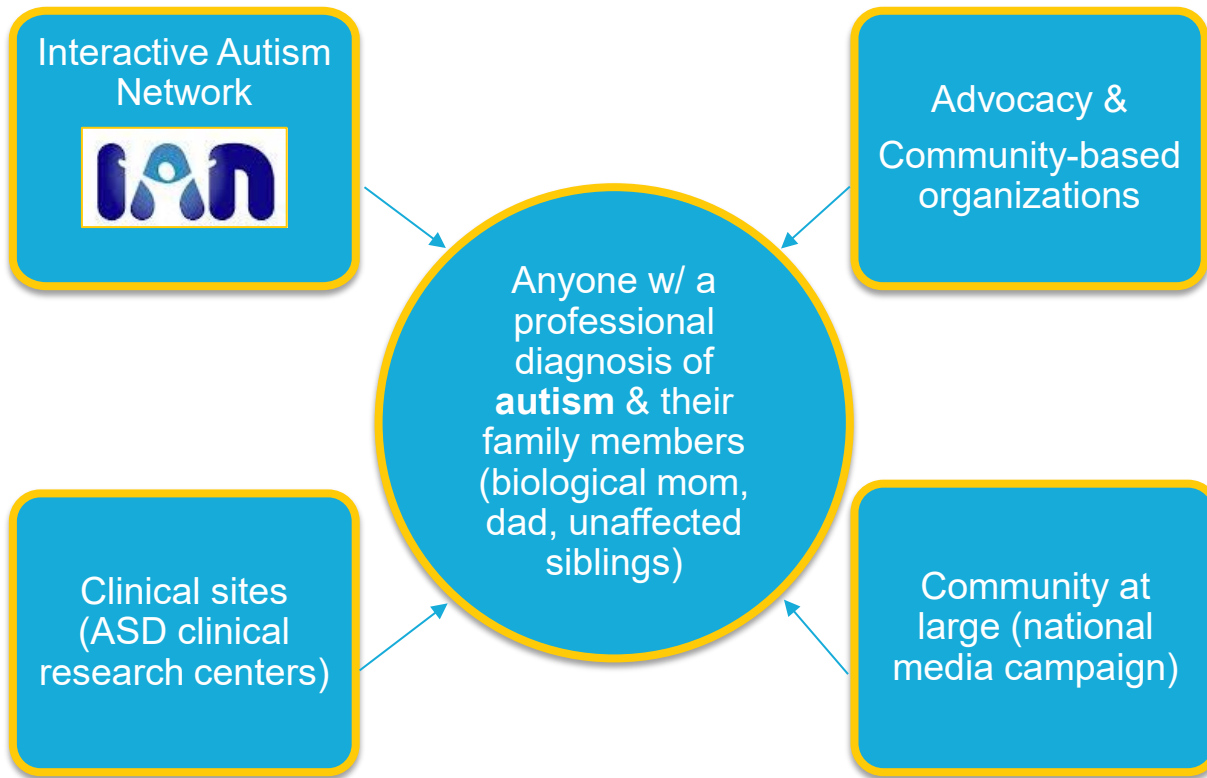 Interactive Autism
Network
ian
Advocacy &
Community-based
organizations
Anyone w/ a
professional
diagnosis of
autism & their
family members
(biological mom,
dad, unaffected
siblings)
Clinical sites
(ASD clinical
research centers)
Community at
large (national
media campaign)